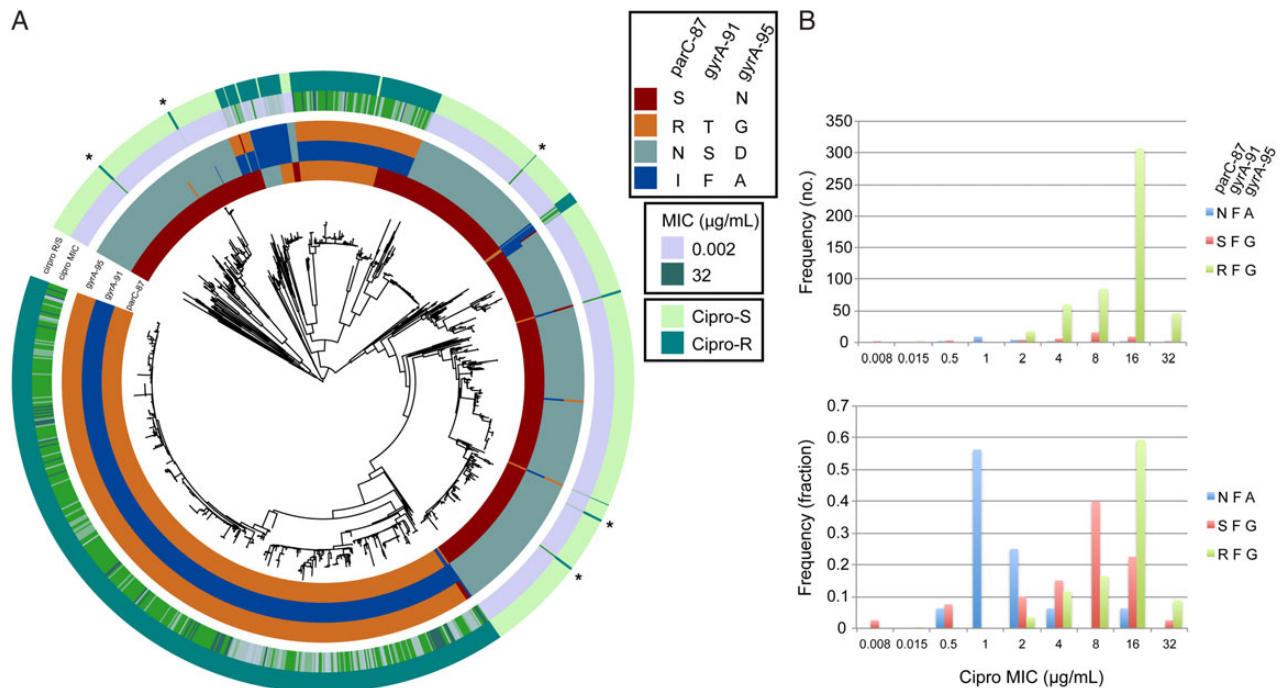 A
*
*
*
*
*
cirpo R/S
cipro MIC
gyrA-95
gyrA-91
parC-87
parC-87
gyrA-91
gyrA-95
S N
R T G
N S D
I F A
MIC (µg/mL)
0.002
32
Cipro-S
Cipro-R
B
Frequency (no.)
350
300
250
200
150
100
50
0
0.008 0.015 0.5 1 2 4 8 16 32
parC-87
gyrA-91
gyrA-95
N F A
S F G
R F G
Frequency (fraction)
0.7
0.6
0.5
0.4
0.3
0.2
0.1
0
0.008 0.015 0.5 1 2 4 8 16 32
Cipro MIC (µg/mL)
N F A
S F G
R F G